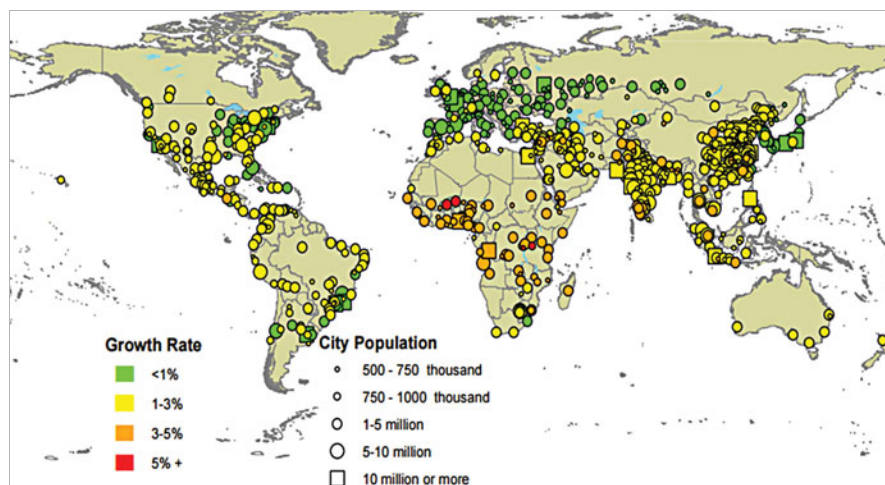 Growth Rate
<1%
1-3%
3-5%
5% +
City Population
500 - 750 thousand
750 - 1000 thousand
1-5 million
5-10 million
10 million or more